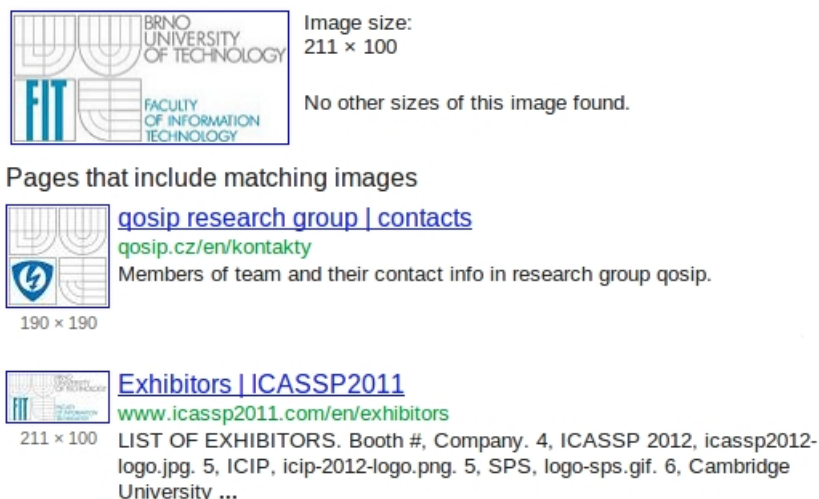 BRNO
UNIVERSITY
OF TECHNOLOGY
FIT
FACULTY
OF INFORMATION
TECHNOLOGY
Image size:
211 × 100
No other sizes of this image found.
Pages that include matching images
qosip research group | contacts
qosip.cz/en/kontakty
Members of team and their contact info in research group qosip.
190 × 190
Exhibitors | ICASSP2011
www.icassp2011.com/en/exhibitors
FIT
211 × 100
LIST OF EXHIBITORS. Booth #, Company. 4, ICASSP 2012, icassp2012-
logo.jpg. 5, ICIP, icip-2012-logo.png. 5, SPS, logo-sps.gif. 6, Cambridge
University ...